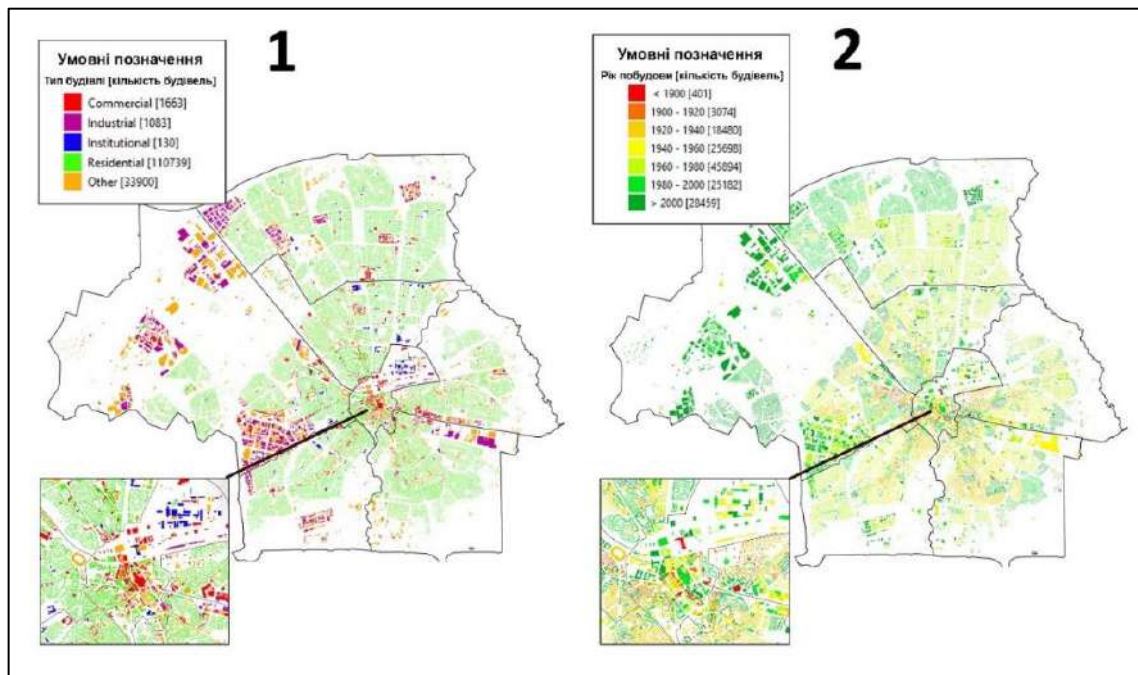 1
Умовні позначення
Тип будівлі [кількість будівель]
Commercial [1663]
Industrial [1083]
Institutional [130]
Residential [110739]
Other [33900]
2
Умовні позначення
Рік побудови [кількість будівель]
< 1900 [401]
1900 - 1920 [3074]
1920 - 1940 [18480]
1940 - 1960 [25698]
1960 - 1980 [45894]
1980 - 2000 [25182]
> 2000 [28459]